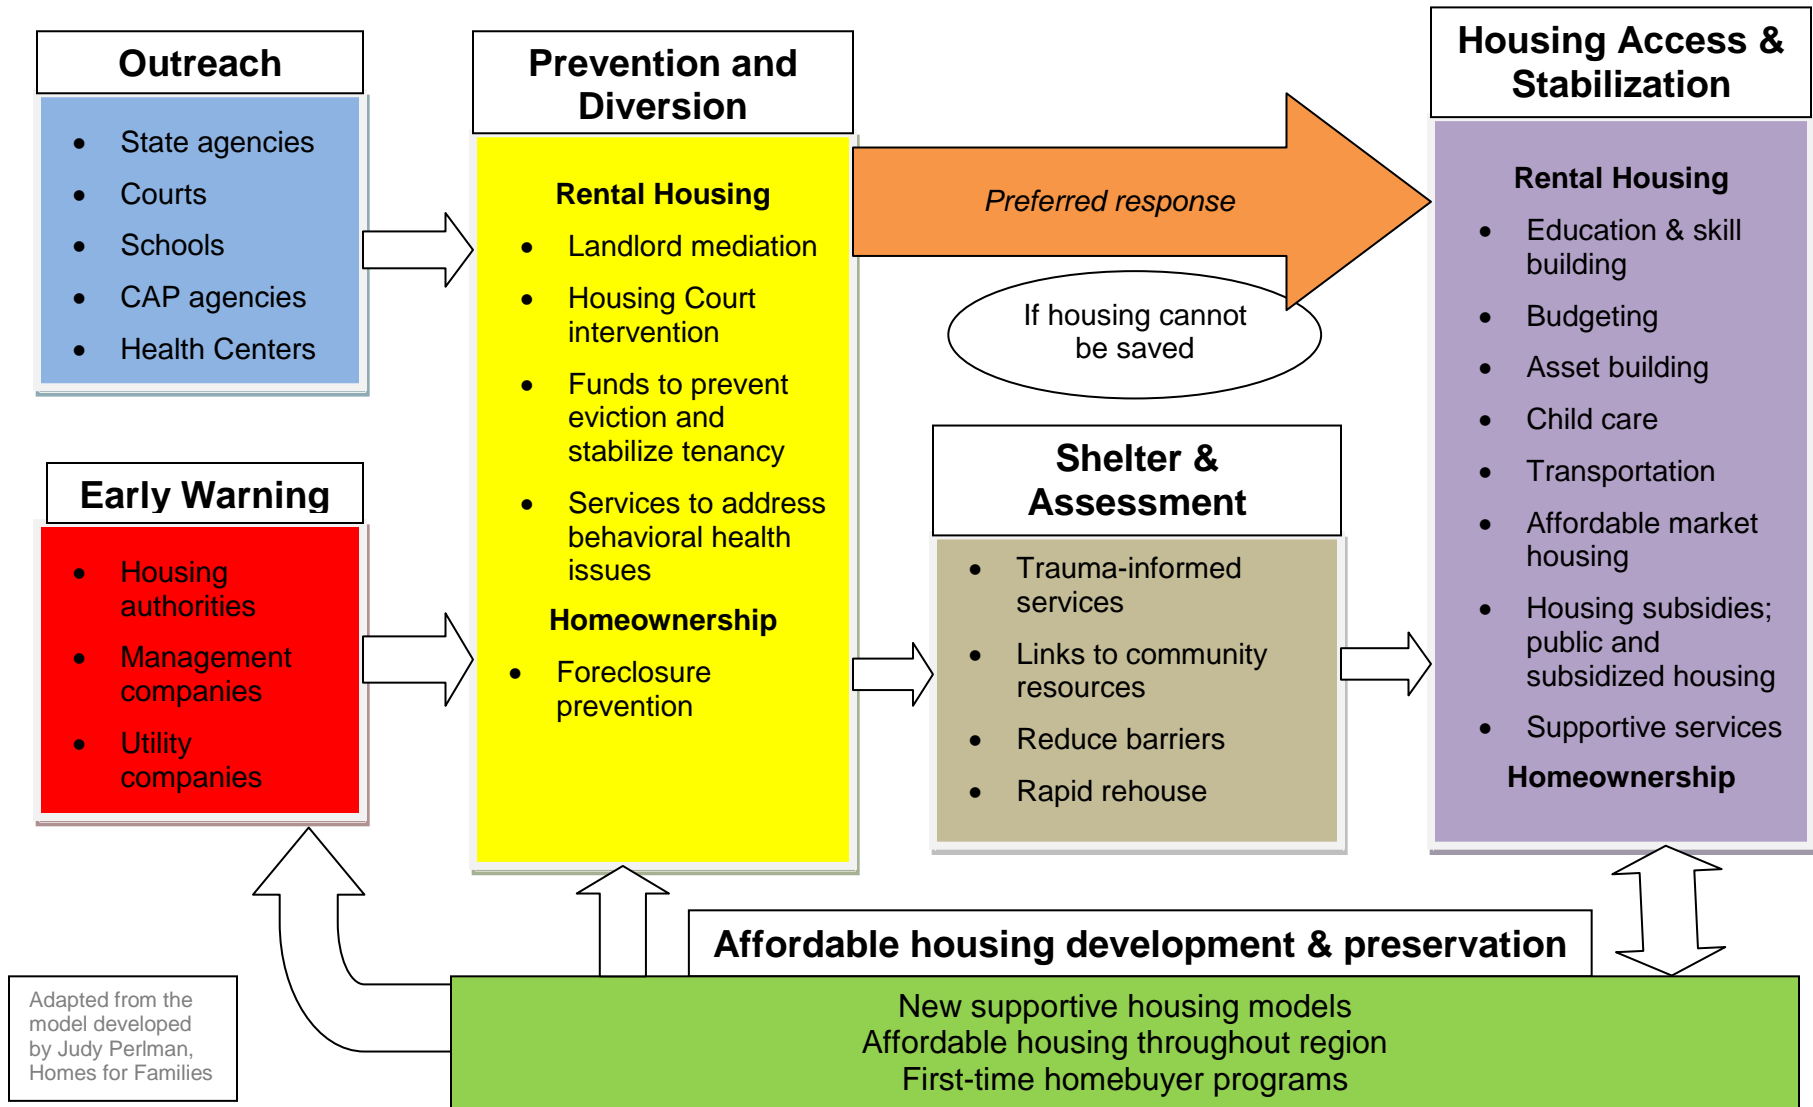 Outreach
• State agencies
• Courts
• Schools
• CAP agencies
• Health Centers
Early Warning
• Housing
authorities
• Management
companies
• Utility
companies
Prevention and
Diversion
Rental Housing
• Landlord mediation
• Housing Court
intervention
• Funds to prevent
eviction and
stabilize tenancy
• Services to address
behavioral health
issues
Homeownership
• Foreclosure
prevention
Preferred response
If housing cannot
be saved
Shelter &
Assessment
• Trauma-informed
services
• Links to community
resources
• Reduce barriers
• Rapid rehouse
Housing Access &
Stabilization
Rental Housing
• Education & skill
building
• Budgeting
• Asset building
• Child care
• Transportation
• Affordable market
housing
• Housing subsidies;
public and
subsidized housing
• Supportive services
Homeownership
Affordable housing development & preservation
New supportive housing models
Affordable housing throughout region
First-time homebuyer programs
Adapted from the
model developed
by Judy Perlman,
Homes for Families